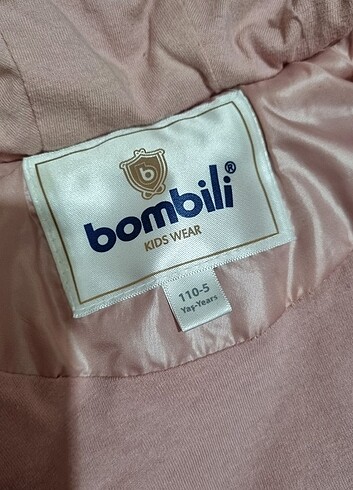 b
bombili®
KIDS WEAR
110-5
Yaş-Years